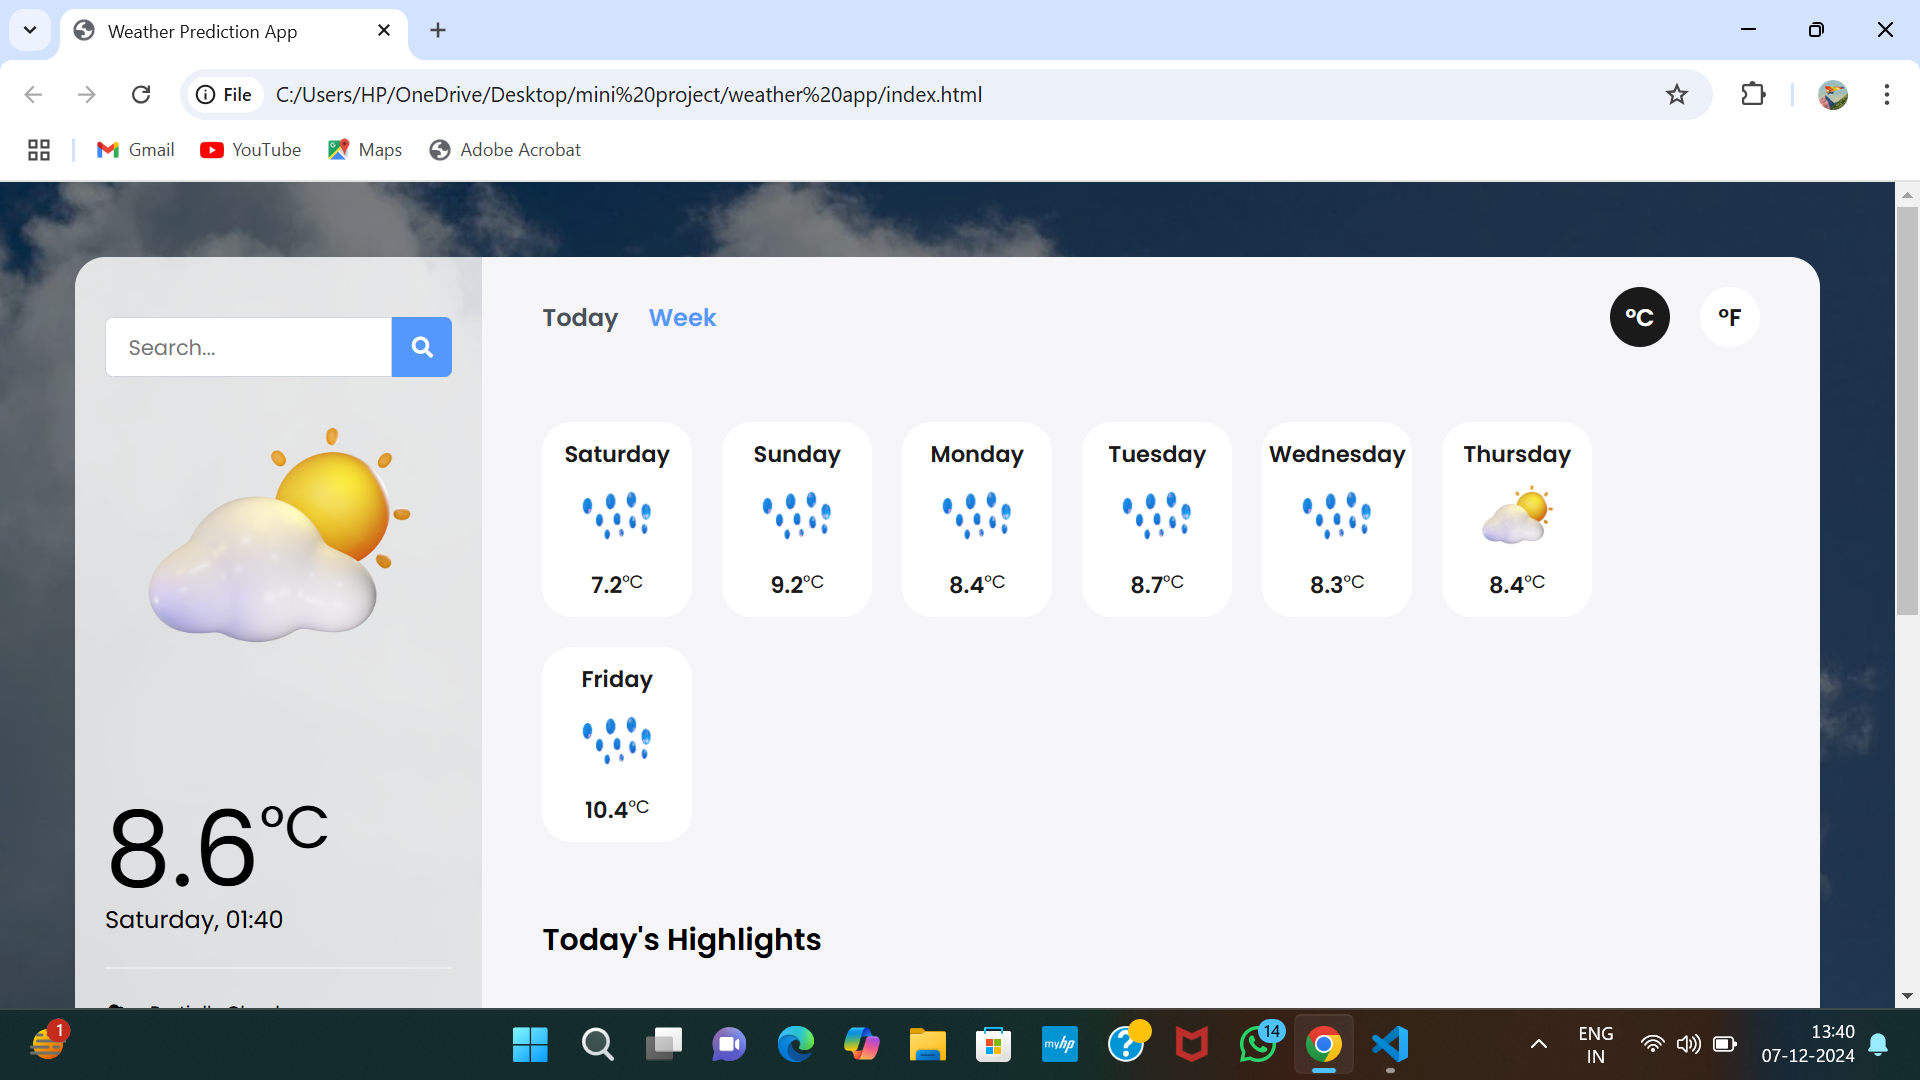 Weather Prediction App
File
C:/Users/HP/OneDrive/Desktop/mini%20project/weather%20app/index.html
Gmail YouTube Maps Adobe Acrobat
Search...
8.6°C
Saturday, 01:40
Today Week
°C °F
Saturday Sunday Monday Tuesday Wednesday Thursday
7.2°C 9.2°C 8.4°C 8.7°C 8.3°C 8.4°C
Friday
10.4°C
Today's Highlights
1
myhp
?
14
ENG
IN
13:40
07-12-2024